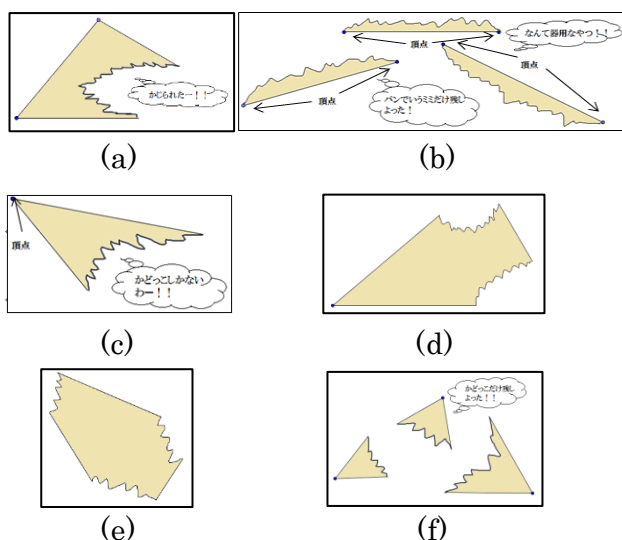 かじられたー！！
(a)
なんて器用なやつ！！
頂点
頂点
頂点
パンでいうミミだけ残し
よった！
(b)
頂点
かどっこしかない
わー！！
(c)
(d)
(e)
かどっこだけ残し
よった！！
(f)